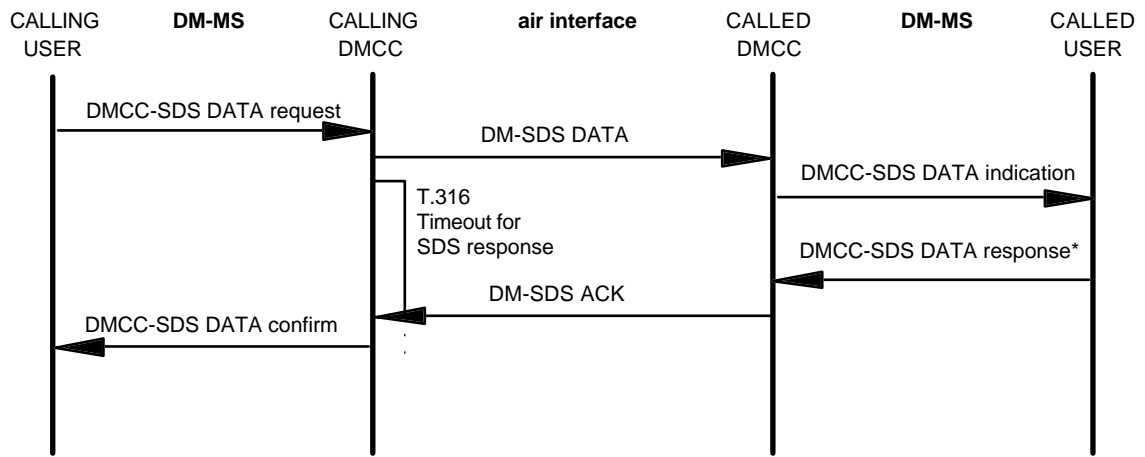 CALLING USER
DM-MS
CALLING DMCC
air interface
CALLED DMCC
DM-MS
CALLED USER
DMCC-SDS DATA request
DM-SDS DATA
DMCC-SDS DATA indication
T.316
Timeout for
SDS response
DMCC-SDS DATA response*
DM-SDS ACK
DMCC-SDS DATA confirm